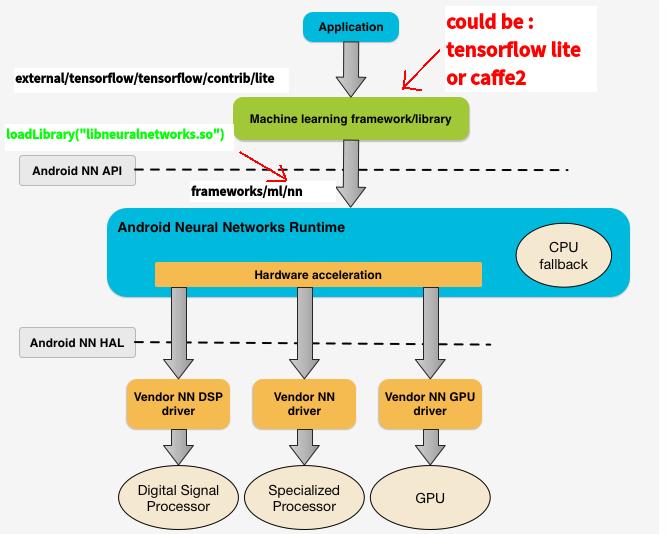 Application
could be :
tensorflow lite
or caffe2
external/tensorflow/tensorflow/contrib/lite
Machine learning framework/library
loadLibrary("libneuralnetworks.so")
Android NN API
frameworks/ml/nn
Android Neural Networks Runtime
CPU
fallback
Hardware acceleration
Android NN HAL
Vendor NN DSP
driver
Vendor NN
driver
Vendor NN GPU
driver
Digital Signal
Processor
Specialized
Processor
GPU